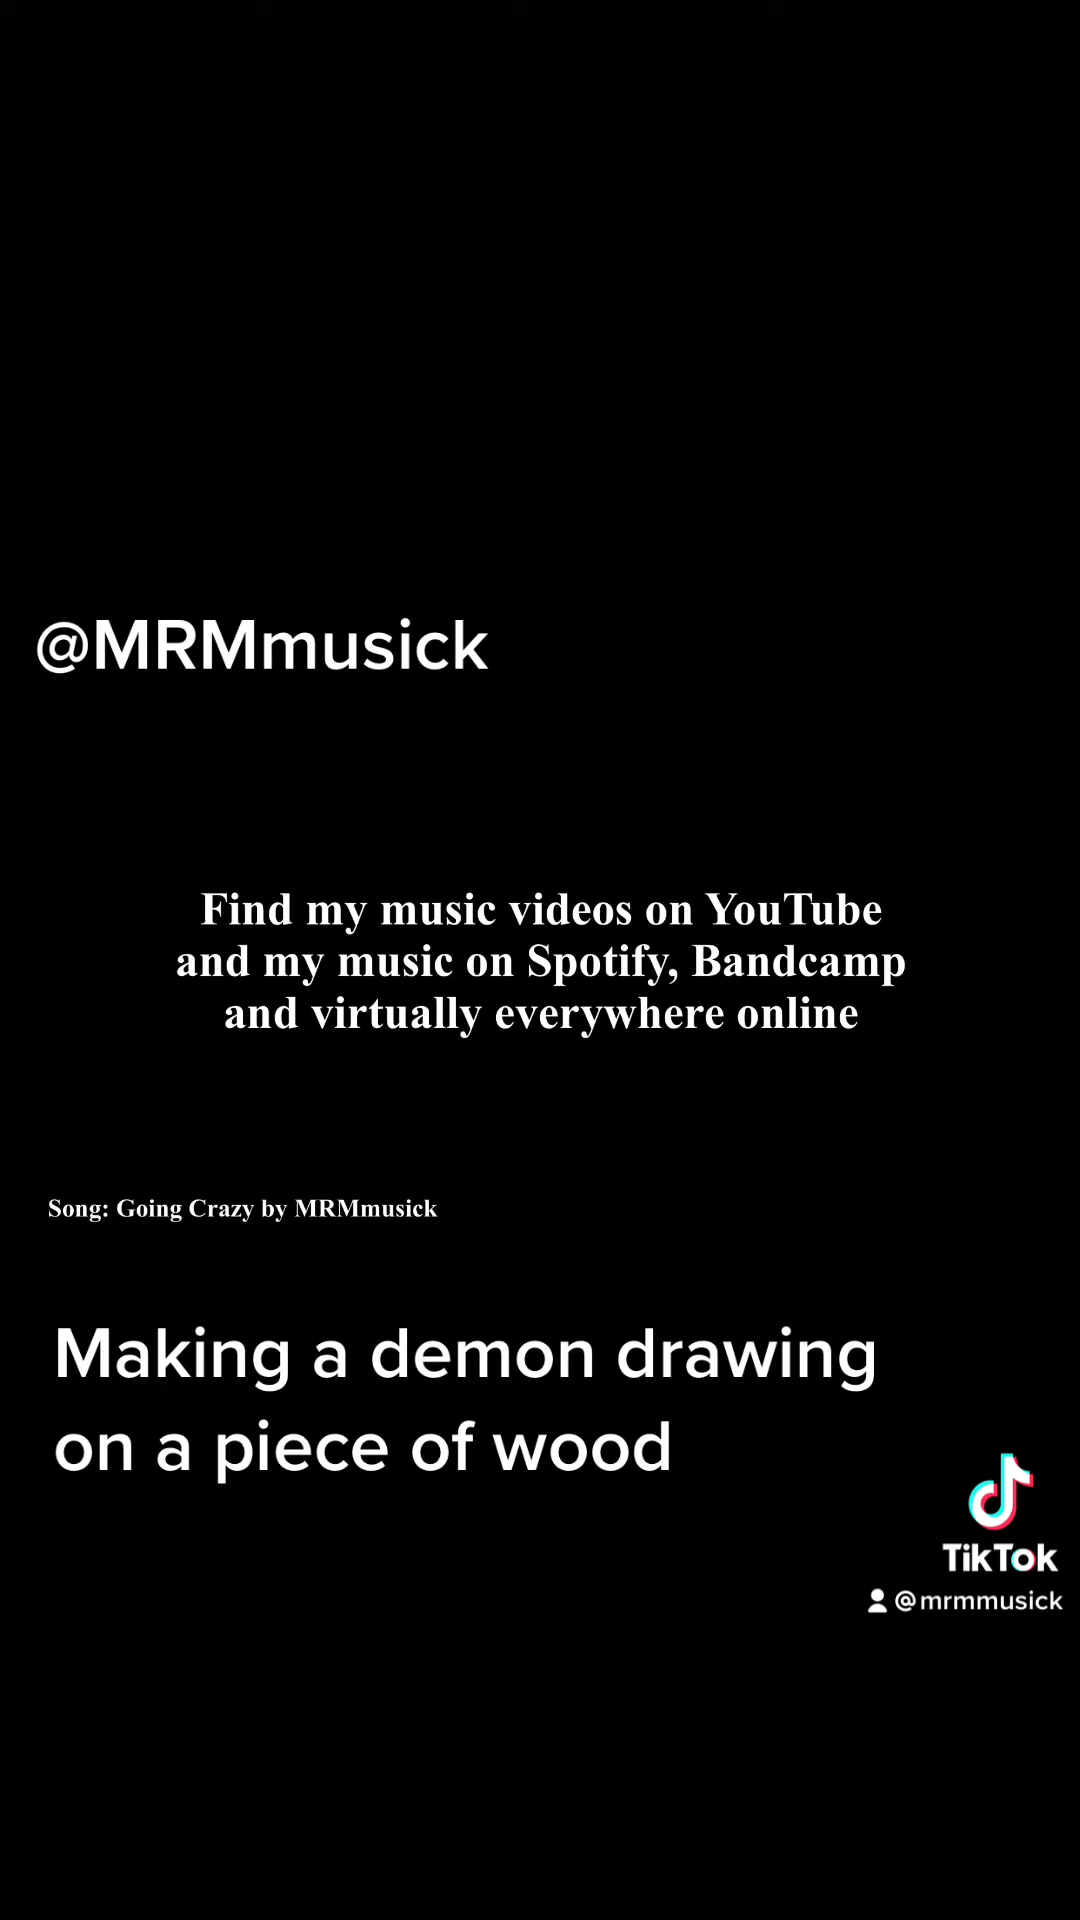 @MRMmusick
Find my music videos on YouTube
and my music on Spotify, Bandcamp
and virtually everywhere online
Song: Going Crazy by MRMmusick
Making a demon drawing
on a piece of wood
TikTok
@mrmmusick